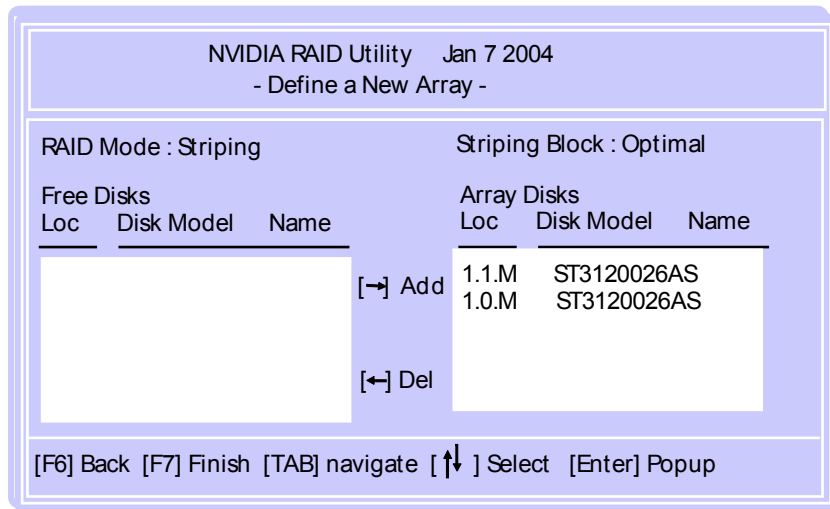 NVIDIA RAID Utility Jan 7 2004
- Define a New Array -
RAID Mode : Striping
Striping Block : Optimal
Free Disks
Loc Disk Model Name
Array Disks
Loc Disk Model Name
[→] Add
[←] Del
1.1.M ST3120026AS
1.0.M ST3120026AS
[F6] Back [F7] Finish [TAB] navigate [↑↓ ] Select [Enter] Popup